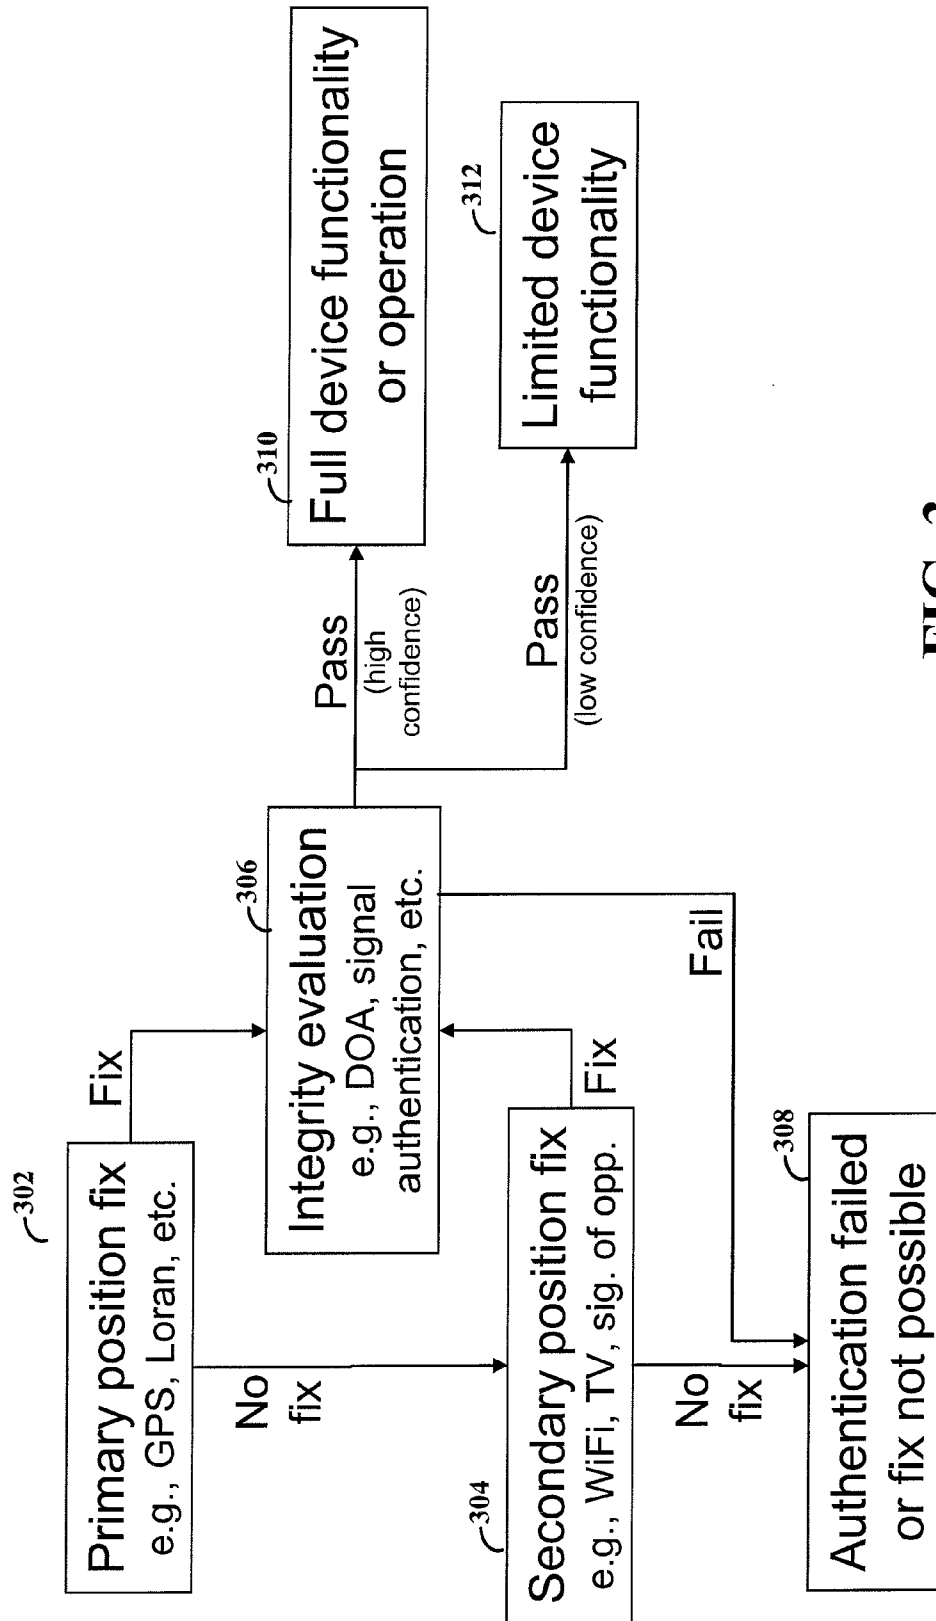 302
Primary position fix
e.g., GPS, Loran, etc.
Fix
No
fix
304
Secondary position fix
e.g., WiFi, TV, sig. of opp.
Fix
No
fix
306
Integrity evaluation
e.g., DOA, signal
authentication, etc.
Fail
308
Authentication failed
or fix not possible
Pass
(high
confidence)
310
Full device functionality
or operation
Pass
(low confidence)
312
Limited device
functionality
FIG.